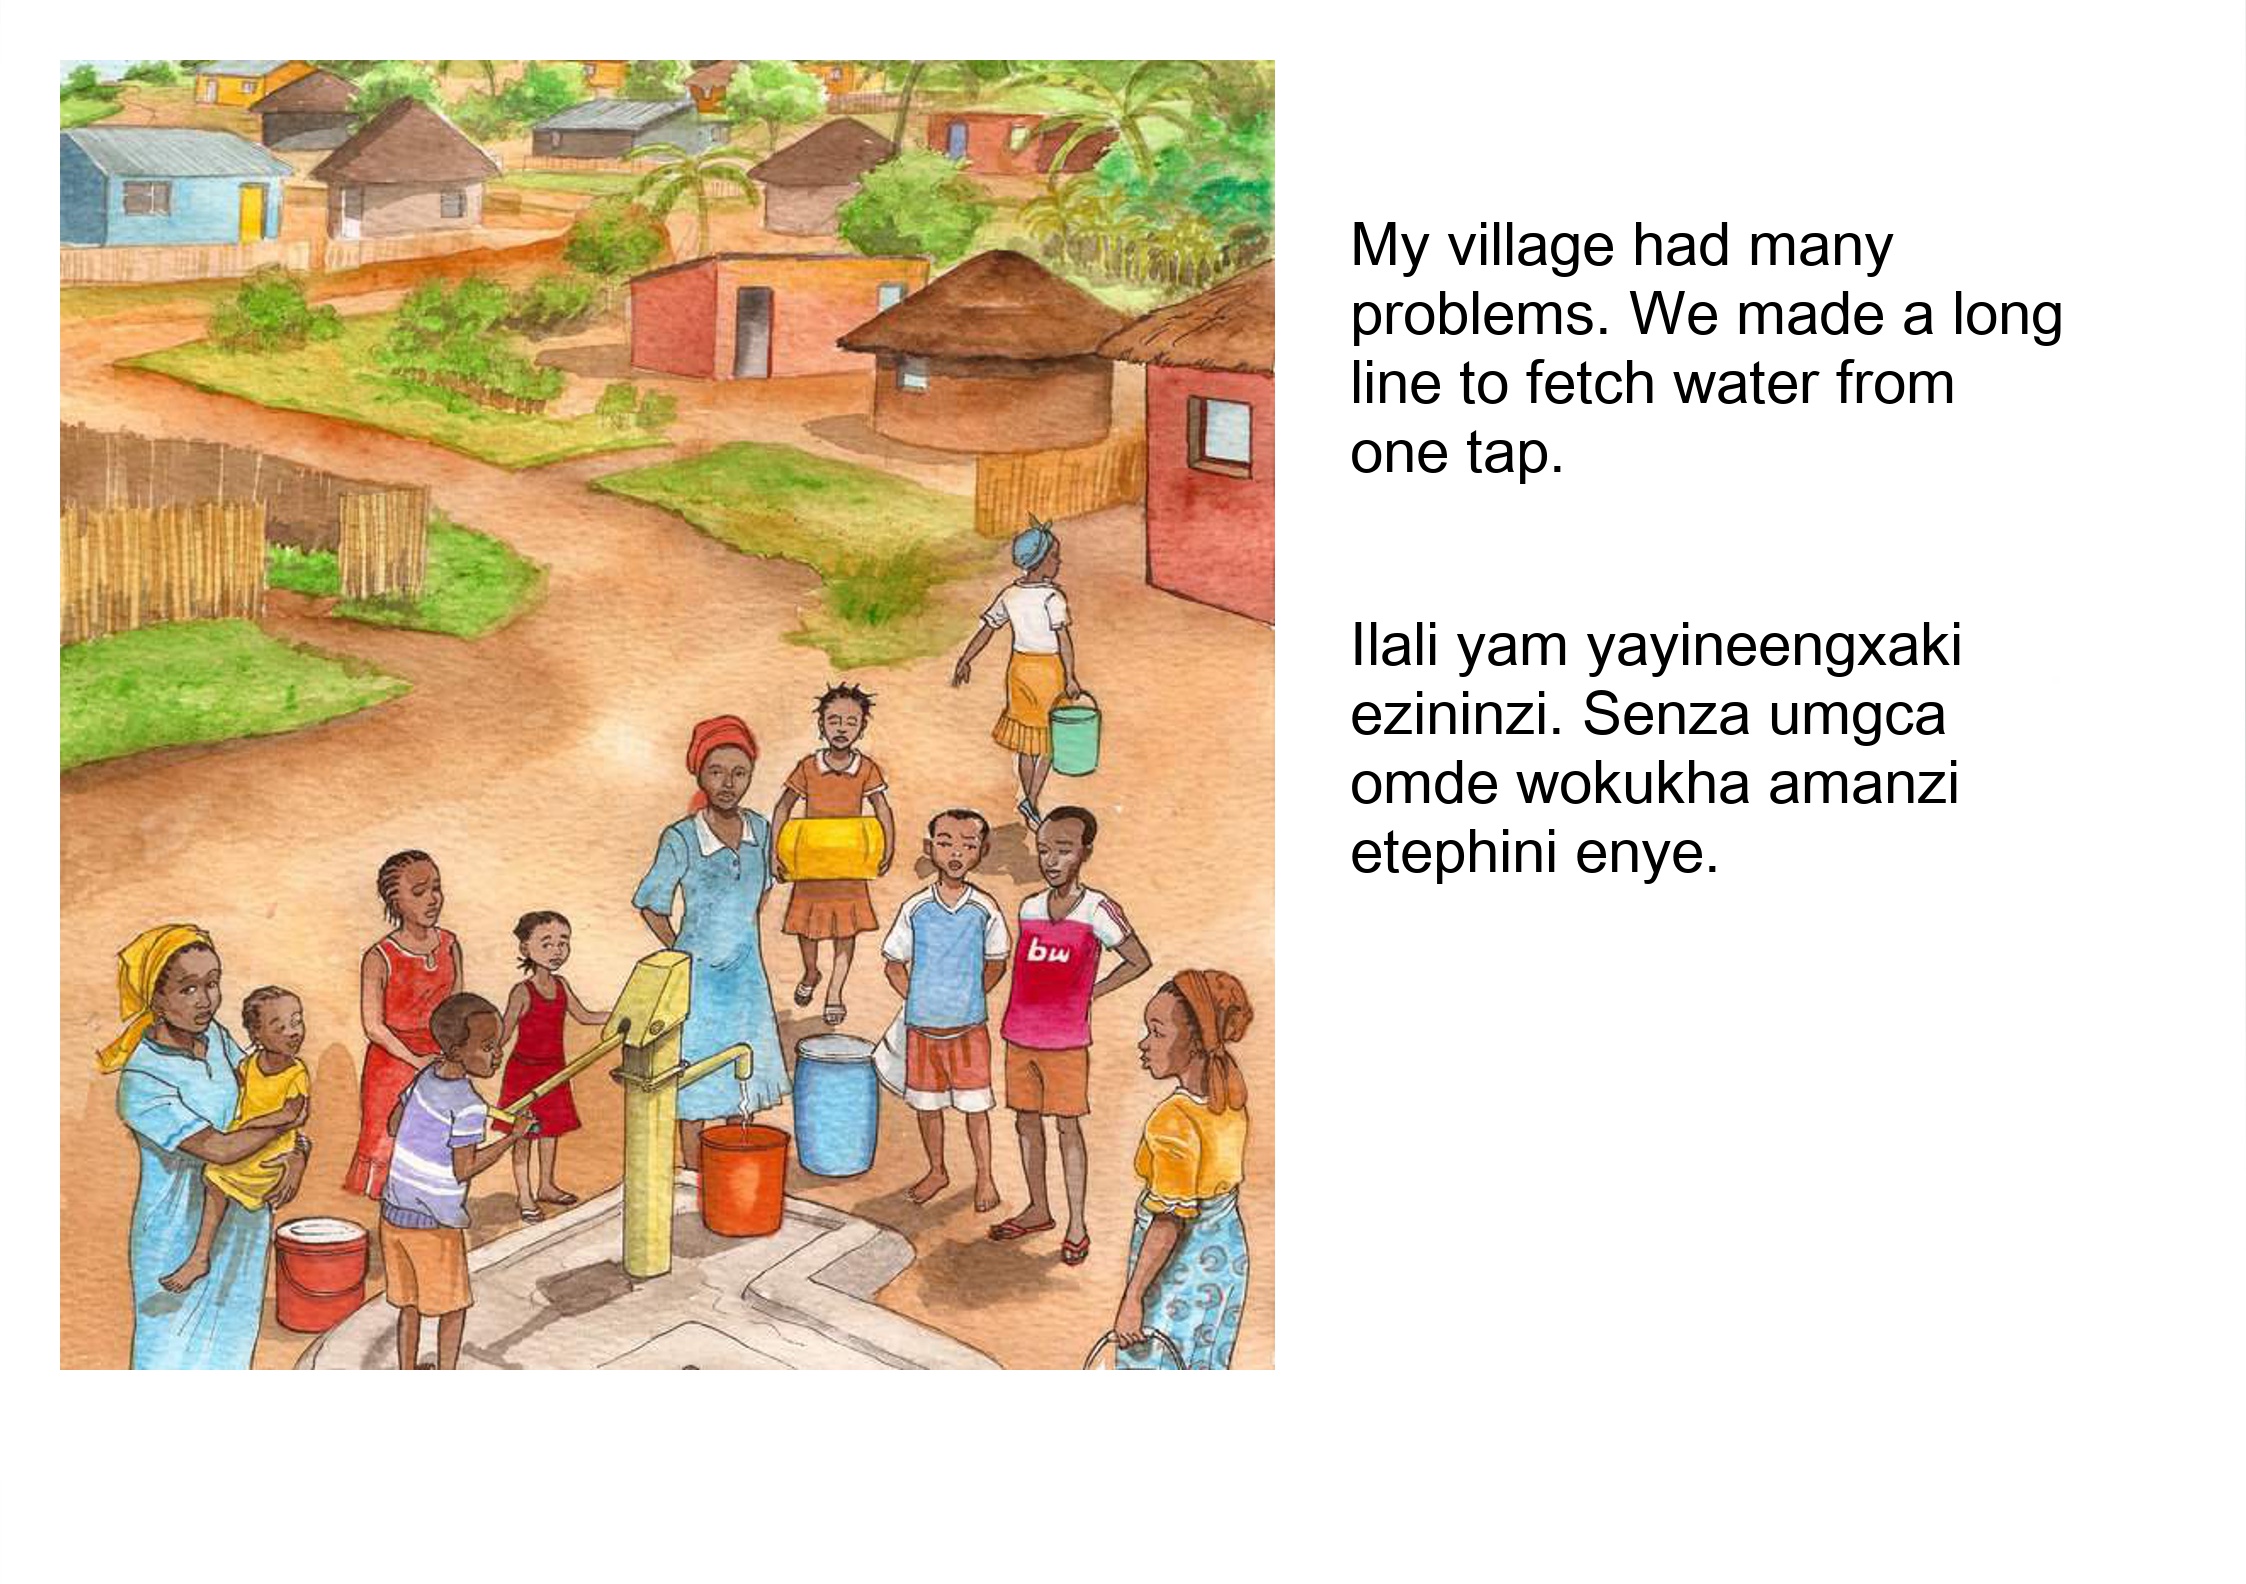 My village had many
problems. We made a long
line to fetch water from
one tap.
Ilali yam yayineengxaki
ezininzi. Senza umgca
omde wokukha amanzi
etephini enye.
bw